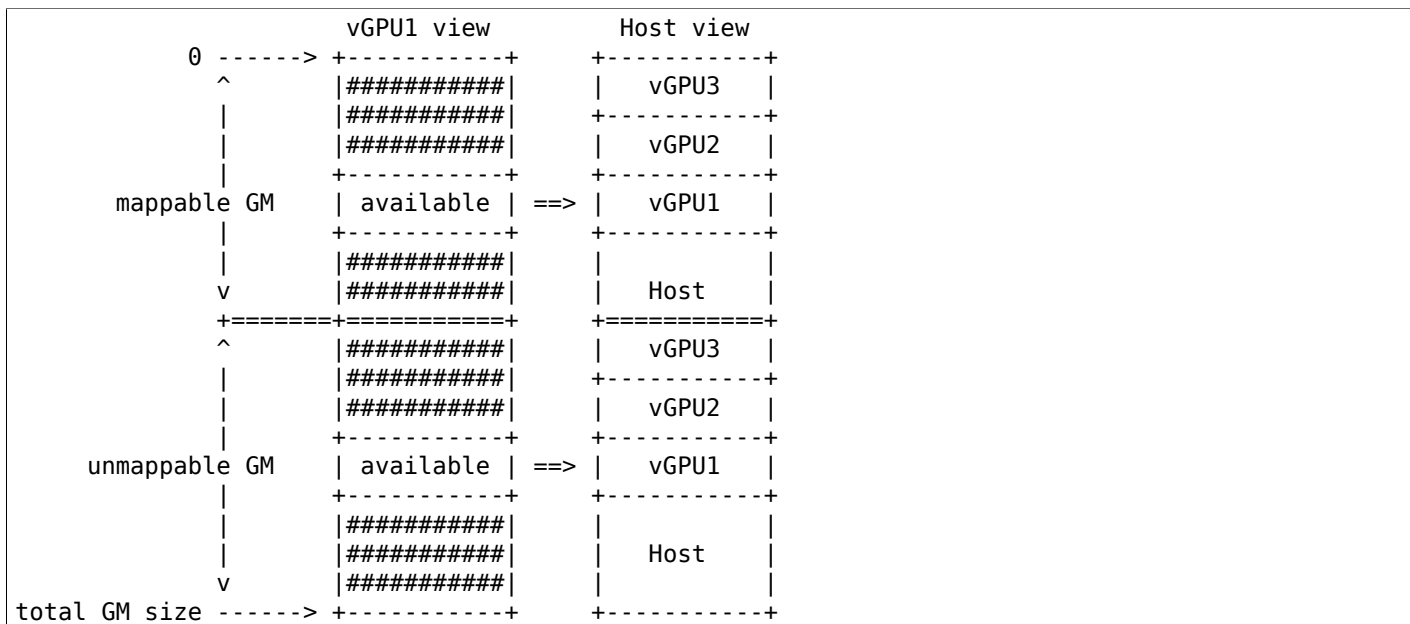 vGPU1 view         Host view
            0 ------> +-----------+     +-----------+
              ^       |###########|     |   vGPU3   |
              |       |###########|     +-----------+
              |       |###########|     |   vGPU2   |
              |       +-----------+     +-----------+
       mappable GM    | available | ==> |   vGPU1   |
              |       +-----------+     +-----------+
              |       |###########|     |           |
              v       |###########|     |   Host    |
              +=======+===========+     +===========+
              ^       |###########|     |   vGPU3   |
              |       |###########|     +-----------+
              |       |###########|     |   vGPU2   |
              |       +-----------+     +-----------+
     unmappable GM    | available | ==> |   vGPU1   |
              |       +-----------+     +-----------+
              |       |###########|     |           |
              |       |###########|     |   Host    |
              v       |###########|     |           |
total GM size ------> +-----------+     +-----------+